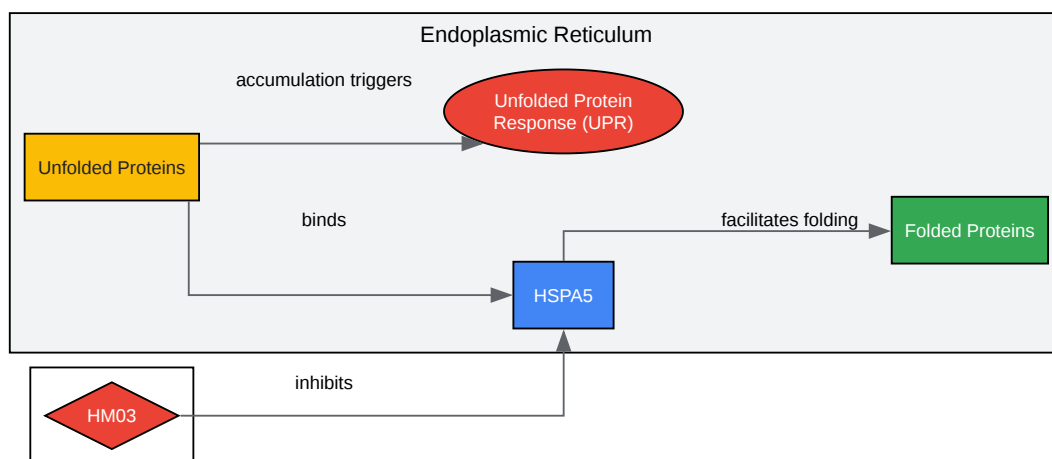 Endoplasmic Reticulum
accumulation triggers
Unfolded Protein
Response (UPR)
Unfolded Proteins
binds
facilitates folding
Folded Proteins
HSPA5
inhibits
HM03